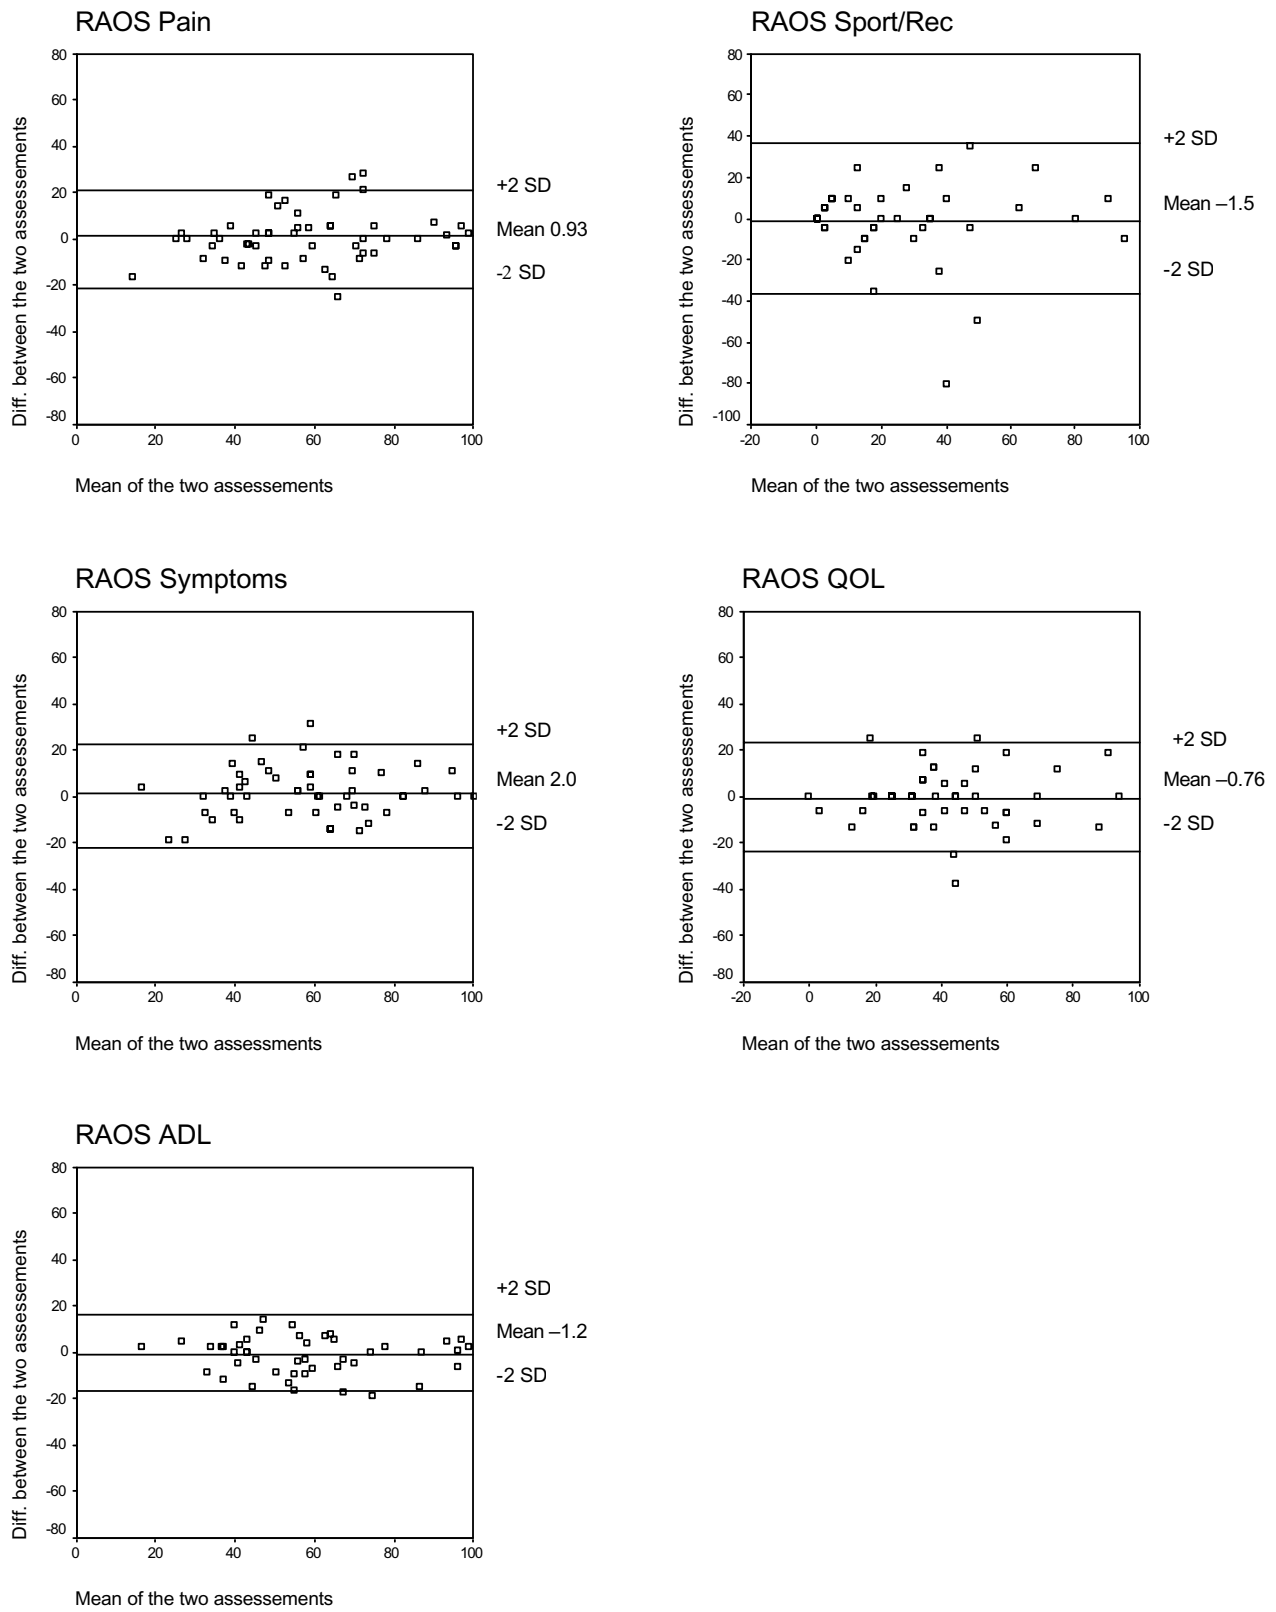 RAOS Pain
Diff. between the two assessments
80
60
40
20
0
-20
-40
-60
-80
0 20 40 60 80 100
Mean of the two assessements
+2 SD
Mean 0.93
-2 SD
RAOS Sport/Rec
Diff. between the two assessments
80
60
40
20
0
-20
-40
-60
-80
-100
-20 0 20 40 60 80 100
Mean of the two assessements
+2 SD
Mean –1.5
-2 SD
RAOS Symptoms
Diff. between the two assessments
80
60
40
20
0
-20
-40
-60
-80
0 20 40 60 80 100
Mean of the two assessments
+2 SD
Mean 2.0
-2 SD
RAOS QOL
Diff. between the two assessments
80
60
40
20
0
-20
-40
-60
-80
-20 0 20 40 60 80 100
Mean of the two assessements
+2 SD
Mean –0.76
-2 SD
RAOS ADL
Diff. between the two assessments
80
60
40
20
0
-20
-40
-60
-80
0 20 40 60 80 100
Mean of the two assessements
+2 SD
Mean –1.2
-2 SD